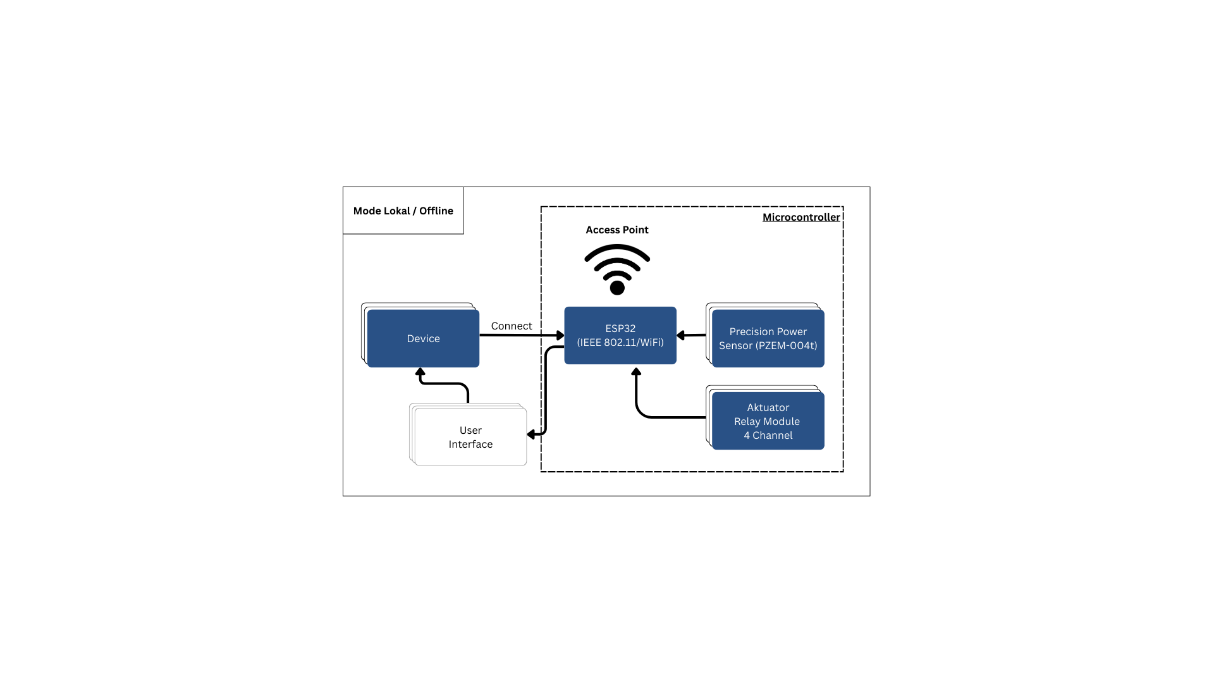 Mode Lokal / Offline
Microcontroller
Access Point
Device
Connect
ESP32
(IEEE 802.11/WiFi)
Precision Power
Sensor (PZEM-004t)
User
Interface
Aktuator
Relay Module
4 Channel